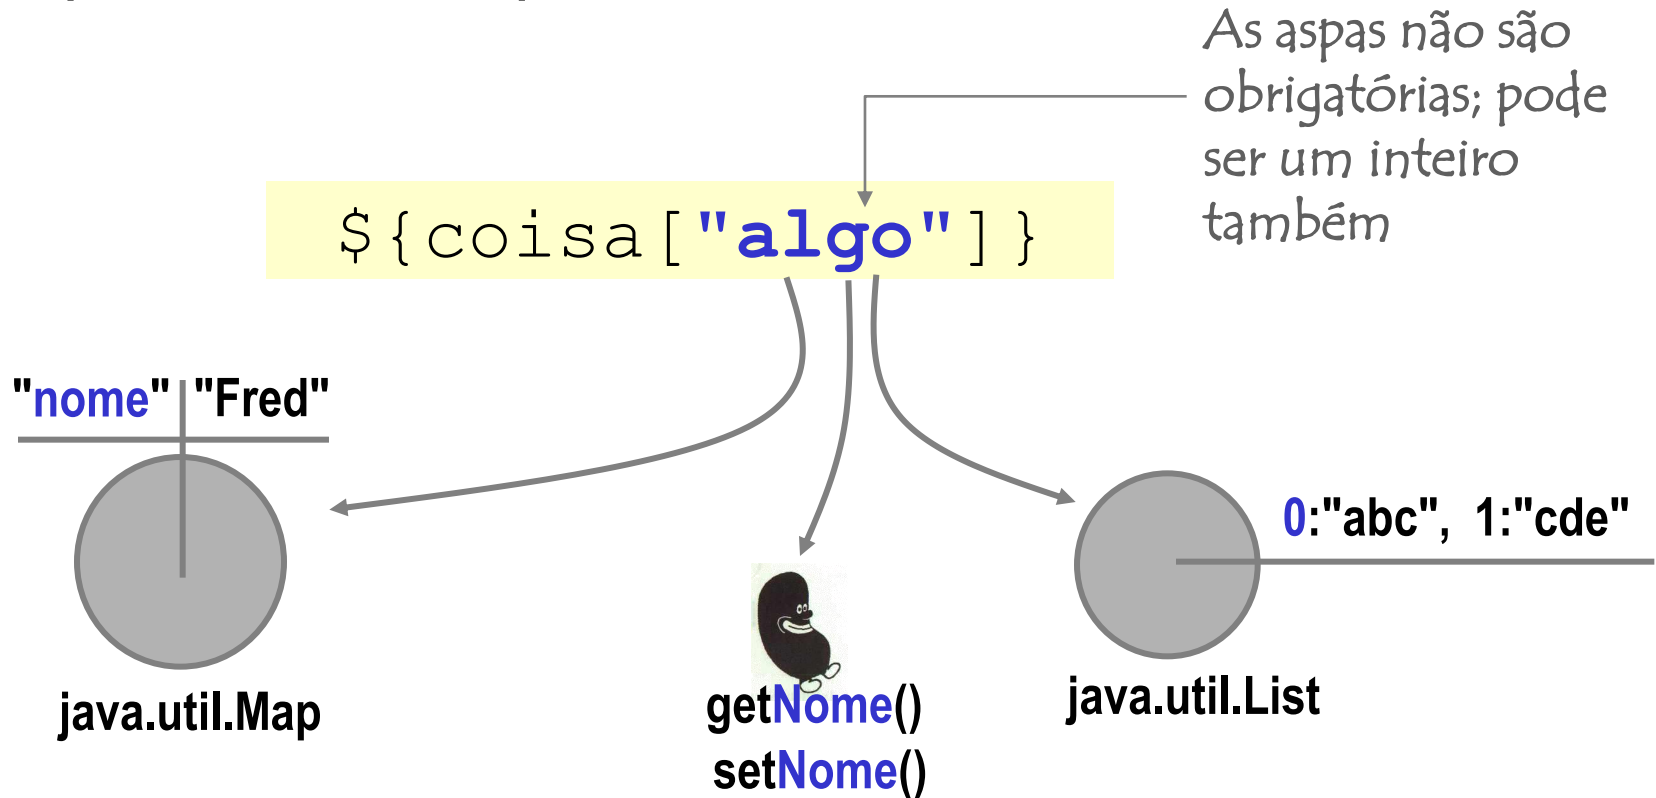 As aspas não são
obrigatórias; pode
ser um inteiro
também
${coisa["algo"]}
"nome" "Fred"
0:"abc", 1:"cde"
java.util.Map
getNome()
setNome()
java.util.List